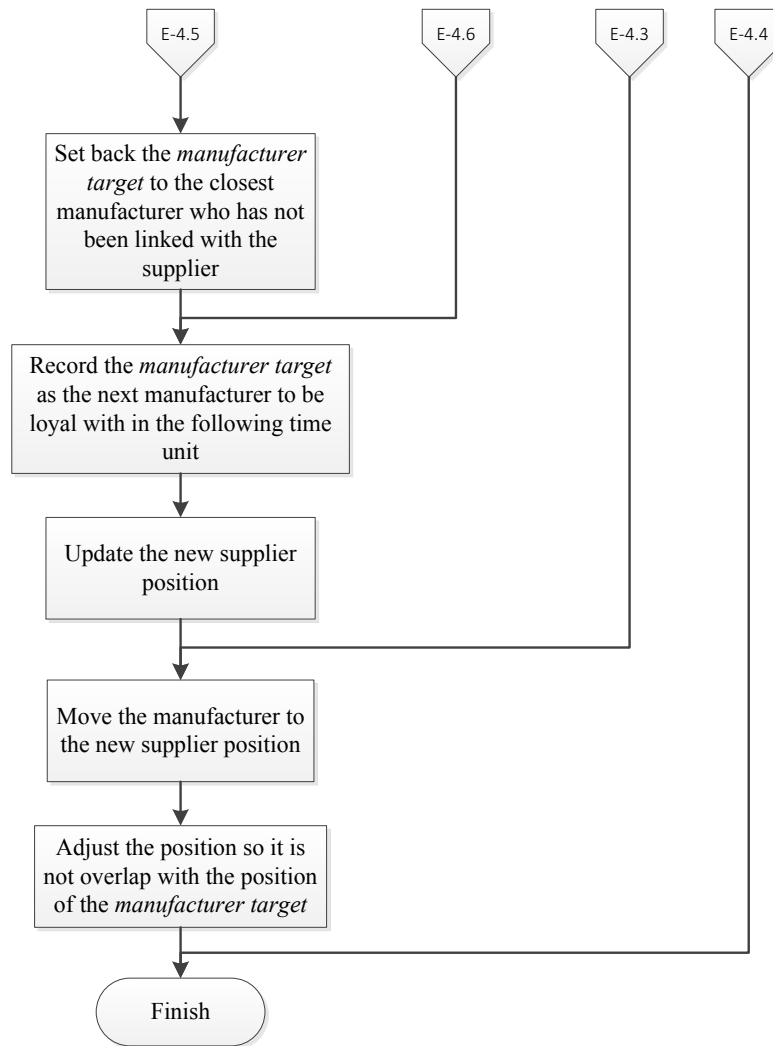 E-4.5
E-4.6
E-4.3
E-4.4
Set back the manufacturer
target to the closest
manufacturer who has not
been linked with the
supplier
Record the manufacturer target
as the next manufacturer to be
loyal with in the following time
unit
Update the new supplier
position
Move the manufacturer to
the new supplier position
Adjust the position so it is
not overlap with the position
of the manufacturer target
Finish